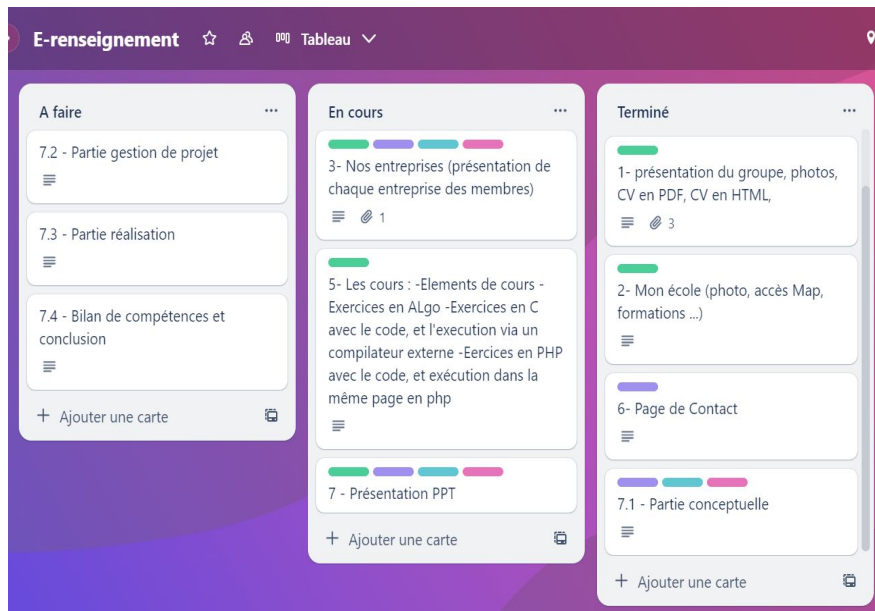 E-renseignement
Tableau
A faire
...
7.2 - Partie gestion de projet
7.3 - Partie réalisation
7.4 - Bilan de compétences et
conclusion
+ Ajouter une carte
En cours
...
3- Nos entreprises (présentation de
chaque entreprise des membres)
1
5- Les cours : -Elements de cours -
Exercices en ALgo -Exercices en C
avec le code, et l'execution via un
compilateur externe -Eercices en PHP
avec le code, et exécution dans la
même page en php
7 - Présentation PPT
+ Ajouter une carte
Terminé
...
1- présentation du groupe, photos,
CV en PDF, CV en HTML,
3
2- Mon école (photo, accès Map,
formations ...)
6- Page de Contact
7.1 - Partie conceptuelle
+ Ajouter une carte